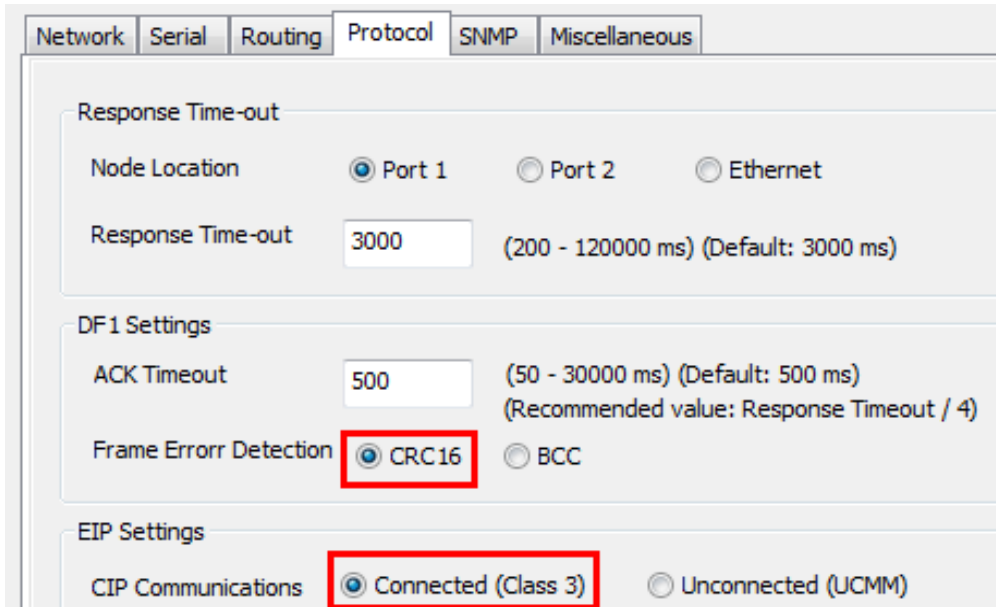 Network Serial Routing Protocol SNMP Miscellaneous
Response Time-out
Node Location Port 1 Port 2 Ethernet
Response Time-out 3000 (200 - 120000 ms) (Default: 3000 ms)
DF1 Settings
ACK Timeout 500 (50 - 30000 ms) (Default: 500 ms)
(Recommended value: Response Timeout / 4)
Frame Errorr Detection CRC16 BCC
EIP Settings
CIP Communications Connected (Class 3) Unconnected (UCMM)